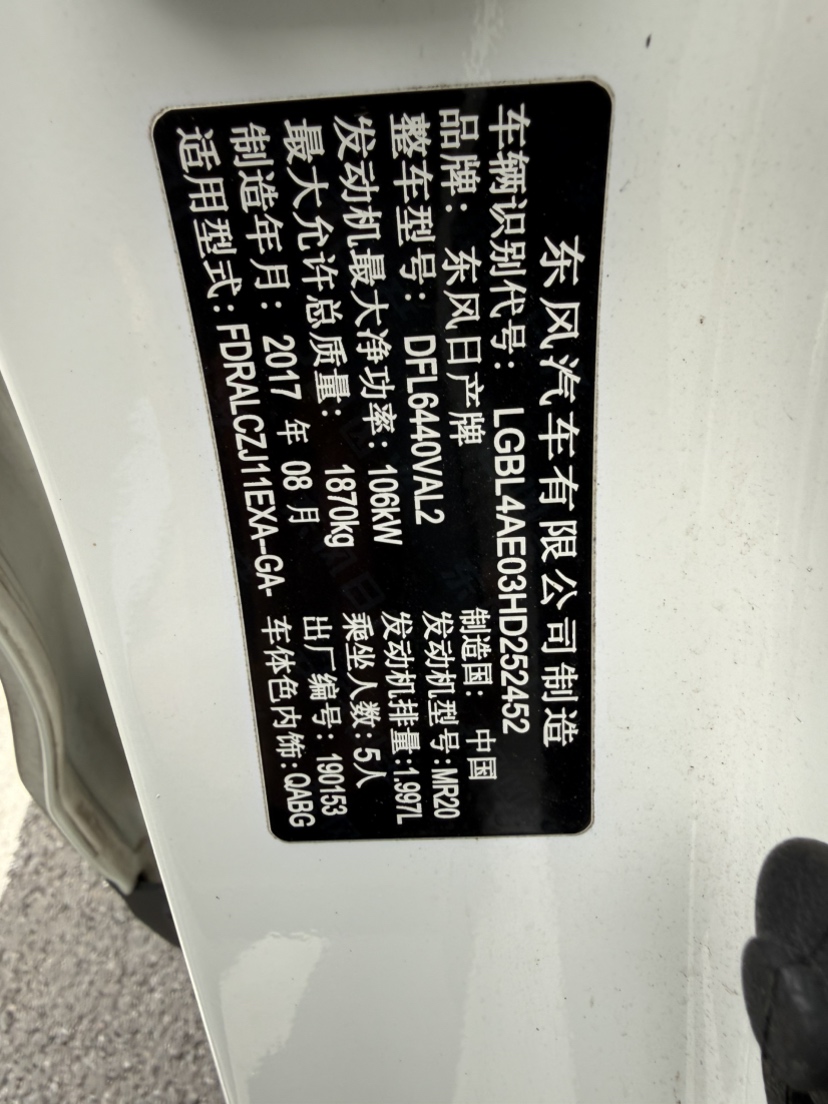 东风汽车有限公司制造
车辆识别代号： LGBL4AE03HD252452
品牌： 东风日产牌 制造国： 中国
整车型号： DFL6440VAL2 发动机型号：MR20
发动机最大净功率：106kW 发动机排量：1.997L
最大允许总质量： 1870kg 乘坐人数：5人
制造年月： 2017 年 08 月 出厂编号：190153
适用型式：FDRALCZJ11EXA--GA- 车体色内饰：QABG